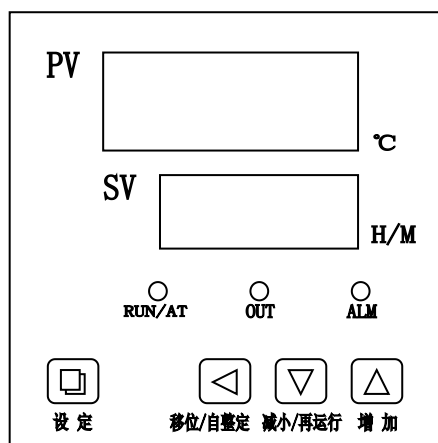 PV
℃
SV
H/M
RUN/AT OUT ALM
设定 移位/自整定 减小/再运行 增加